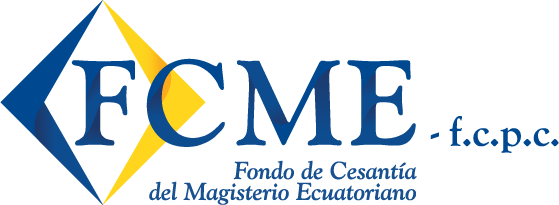 FCME - f.c.p.c.
Fondo de Cesantía
del Magisterio Ecuatoriano